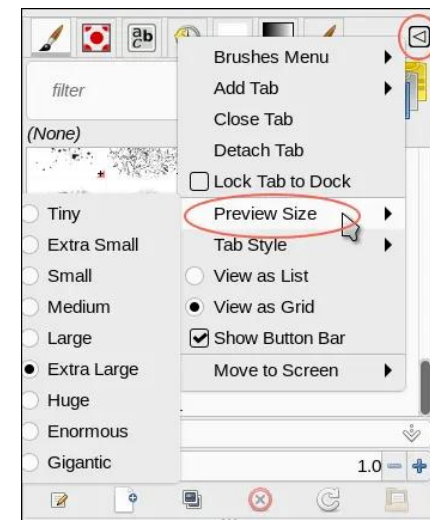 ab
c
Brushes Menu
filter
Add Tab
Close Tab
(None)
Detach Tab
Lock Tab to Dock
Tiny
Preview Size
Extra Small
Tab Style
Small
View as List
Medium
View as Grid
Large
Show Button Bar
Extra Large
Move to Screen
Huge
Enormous
Gigantic
1.0